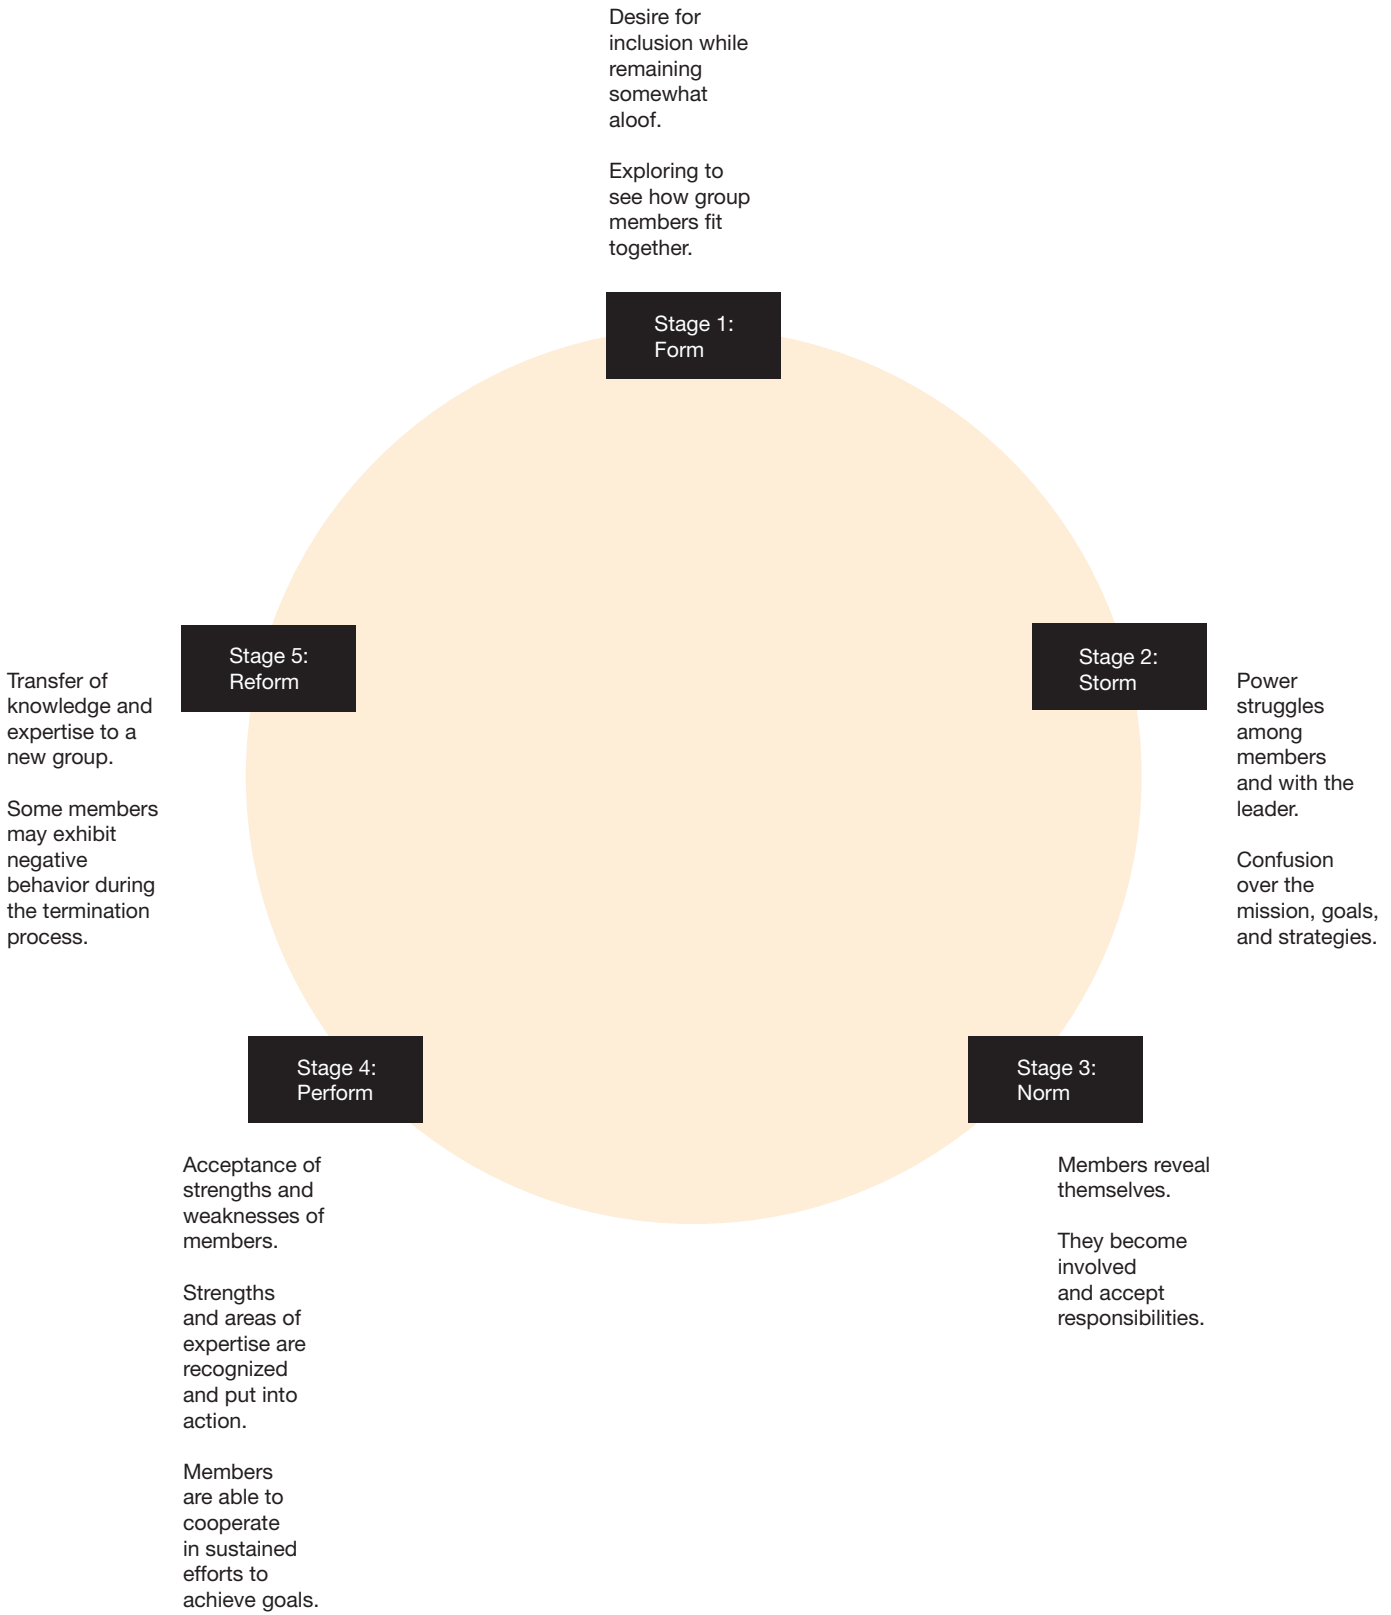 Desire for
inclusion while
remaining
somewhat
aloof.
Exploring to
see how group
members fit
together.
Stage 1:
Form
Stage 2:
Storm
Power
struggles
among
members
and with the
leader.
Confusion
over the
mission, goals,
and strategies.
Stage 3:
Norm
Members reveal
themselves.
They become
involved
and accept
responsibilities.
Stage 4:
Perform
Acceptance of
strengths and
weaknesses of
members.
Strengths
and areas of
expertise are
recognized
and put into
action.
Members
are able to
cooperate
in sustained
efforts to
achieve goals.
Stage 5:
Reform
Transfer of
knowledge and
expertise to a
new group.
Some members
may exhibit
negative
behavior during
the termination
process.